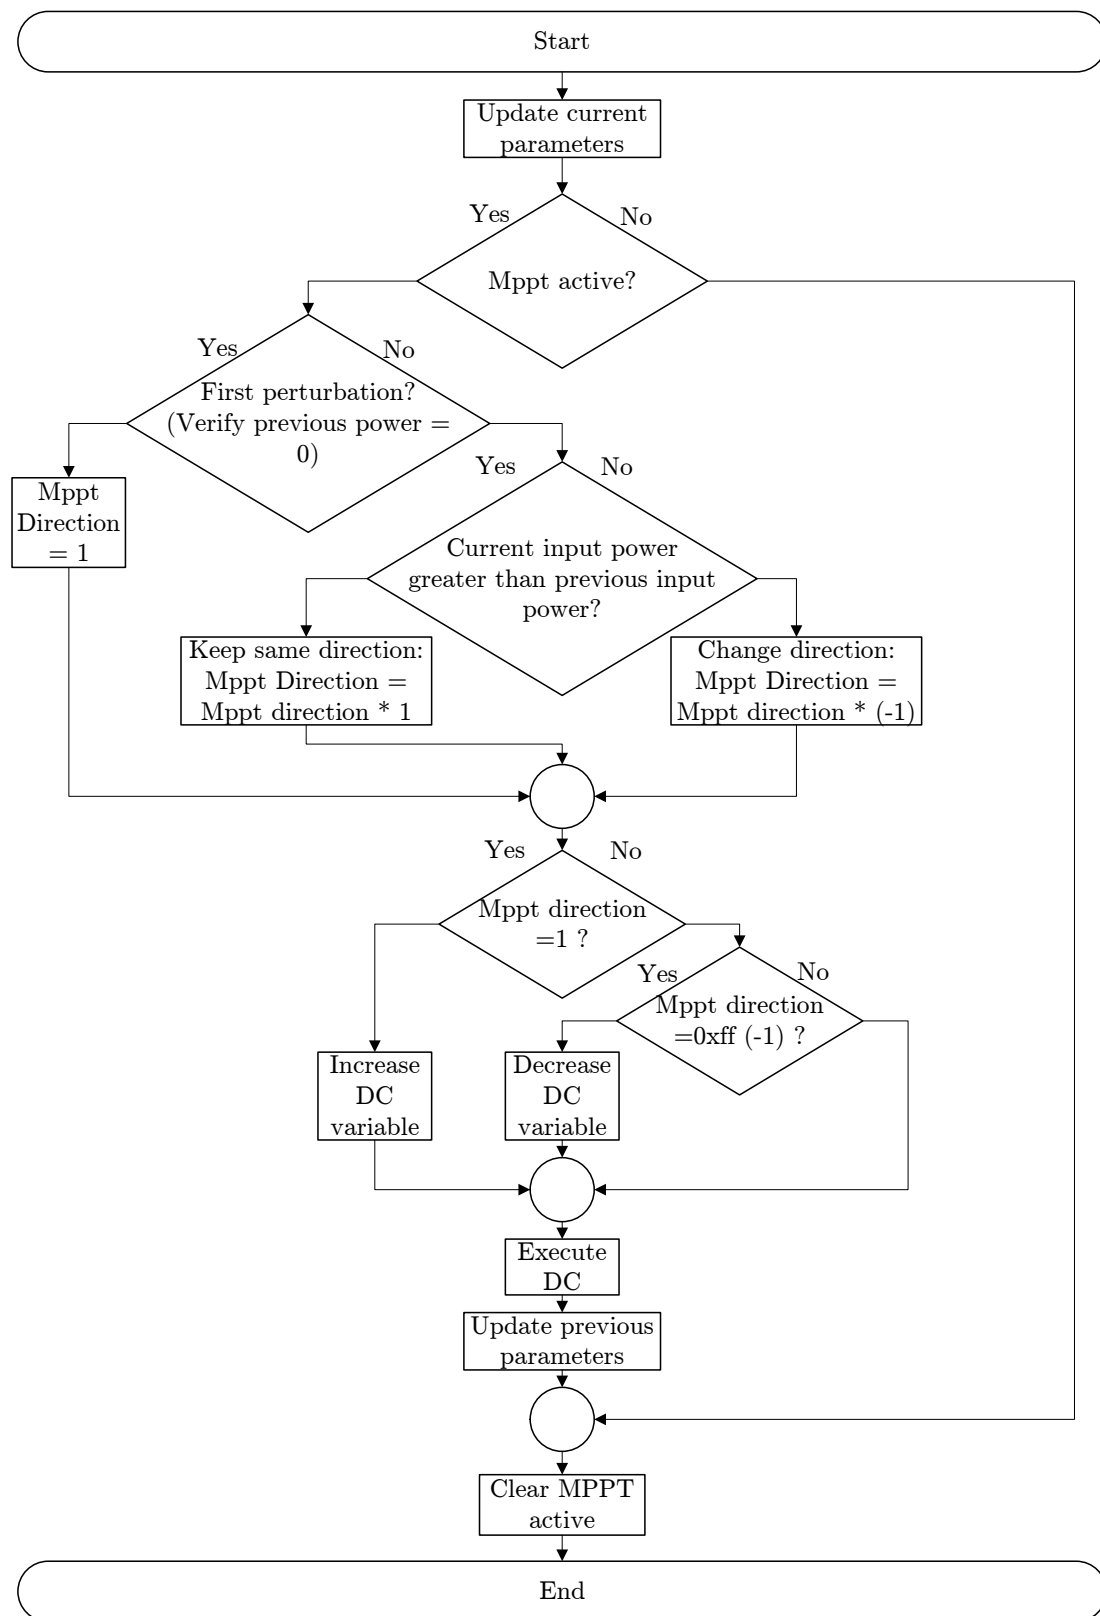 Start
Update current
parameters
Yes
No
Mppt active?
Yes
No
First perturbation?
(Verify previous power =
0)
Mppt
Direction
= 1
Yes
No
Current input power
greater than previous input
power?
Keep same direction:
Mppt Direction =
Mppt direction * 1
Change direction:
Mppt Direction =
Mppt direction * (-1)
Yes
No
Mppt direction
=1 ?
Yes
No
Mppt direction
=0xff (-1) ?
Increase
DC
variable
Decrease
DC
variable
Execute
DC
Update previous
parameters
Clear MPPT
active
End